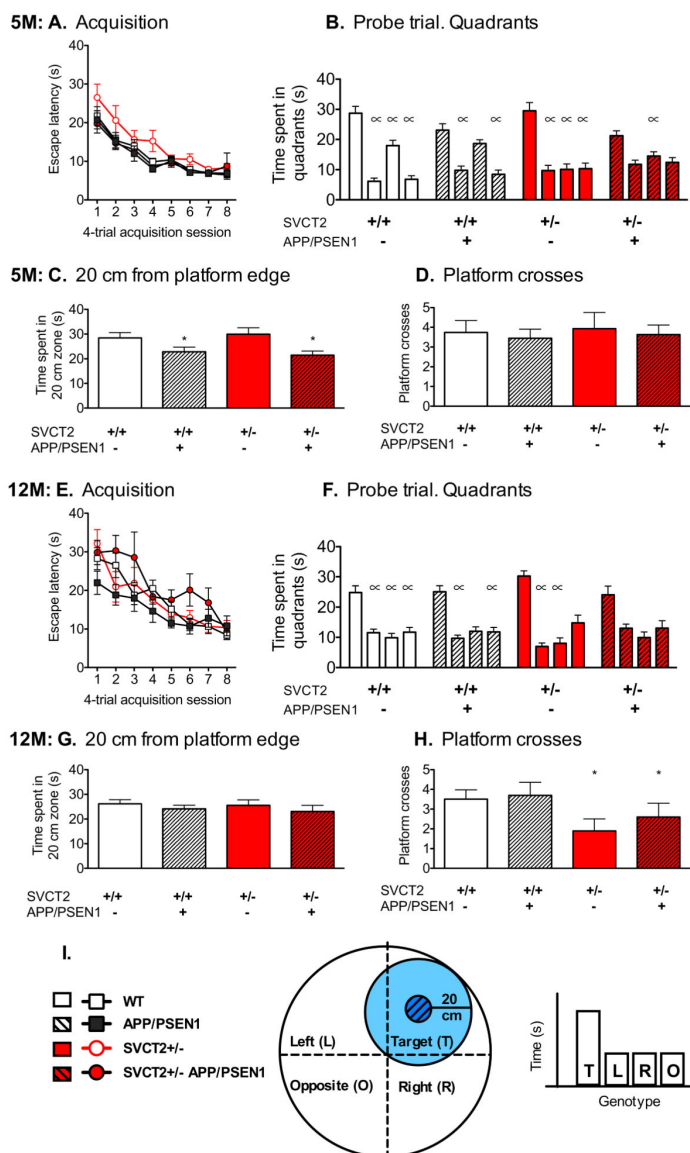 5M: A. Acquisition
B. Probe trial. Quadrants
Escape latency (s)
40
30
20
10
0
1 2 3 4 5 6 7 8
4-trial acquisition session
Time spent in
quadrants (s)
40
30
20
10
0
∝ ∝ ∝ ∝ ∝ ∝ ∝ ∝ ∝
SVCT2 +/+ +/+ +/- +/-
APP/PSEN1 - + - +
5M: C. 20 cm from platform edge
D. Platform crosses
Time spent in
20 cm zone (s)
40
30
20
10
0
* *
SVCT2 +/+ +/+ +/- +/-
APP/PSEN1 - + - +
Platform crosses
5
4
3
2
1
0
SVCT2 +/+ +/+ +/- +/-
APP/PSEN1 - + - +
12M: E. Acquisition
F. Probe trial. Quadrants
Escape latency (s)
40
30
20
10
0
1 2 3 4 5 6 7 8
4-trial acquisition session
Time spent in
quadrants (s)
40
30
20
10
0
∝ ∝ ∝ ∝ ∝ ∝ ∝
SVCT2 +/+ +/+ +/- +/-
APP/PSEN1 - + - +
12M: G. 20 cm from platform edge
H. Platform crosses
Time spent in
20 cm zone (s)
40
30
20
10
0
SVCT2 +/+ +/+ +/- +/-
APP/PSEN1 - + - +
Platform crosses
5
4
3
2
1
0
* *
SVCT2 +/+ +/+ +/- +/-
APP/PSEN1 - + - +
I.
WT
APP/PSEN1
SVCT2+/-
SVCT2+/- APP/PSEN1
20
cm
Left (L) Target (T)
Opposite (O) Right (R)
Time (s)
T L R O
Genotype